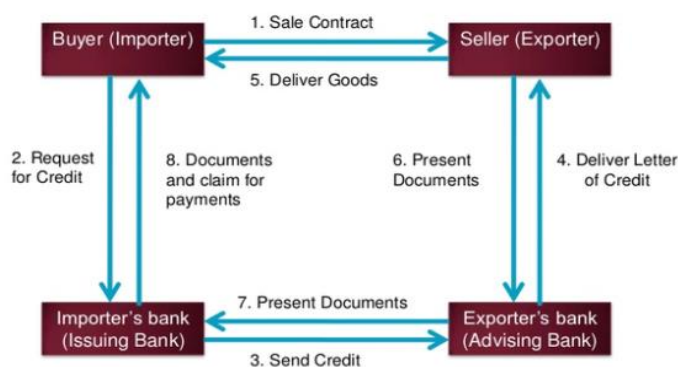 1. Sale Contract
Buyer (Importer)
Seller (Exporter)
5. Deliver Goods
2. Request
for Credit
8. Documents
and claim for
payments
6. Present
Documents
4. Deliver Letter
of Credit
7. Present Documents
Importer's bank
(Issuing Bank)
Exporter's bank
(Advising Bank)
3. Send Credit